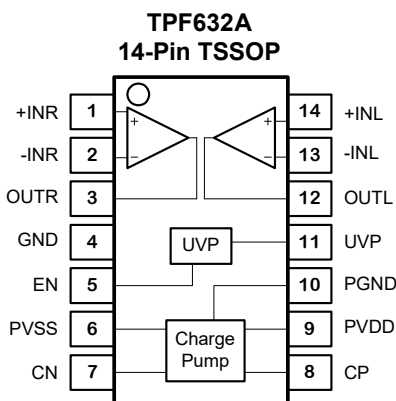 TPF632A
14-Pin TSSOP
+INR 1 + + 14 +INL
-INR 2 − − 13 -INL
OUTR 3 12 OUTL
GND 4 UVP 11 UVP
EN 5 10 PGND
PVSS 6 Charge 9 PVDD
Pump
CN 7 8 CP